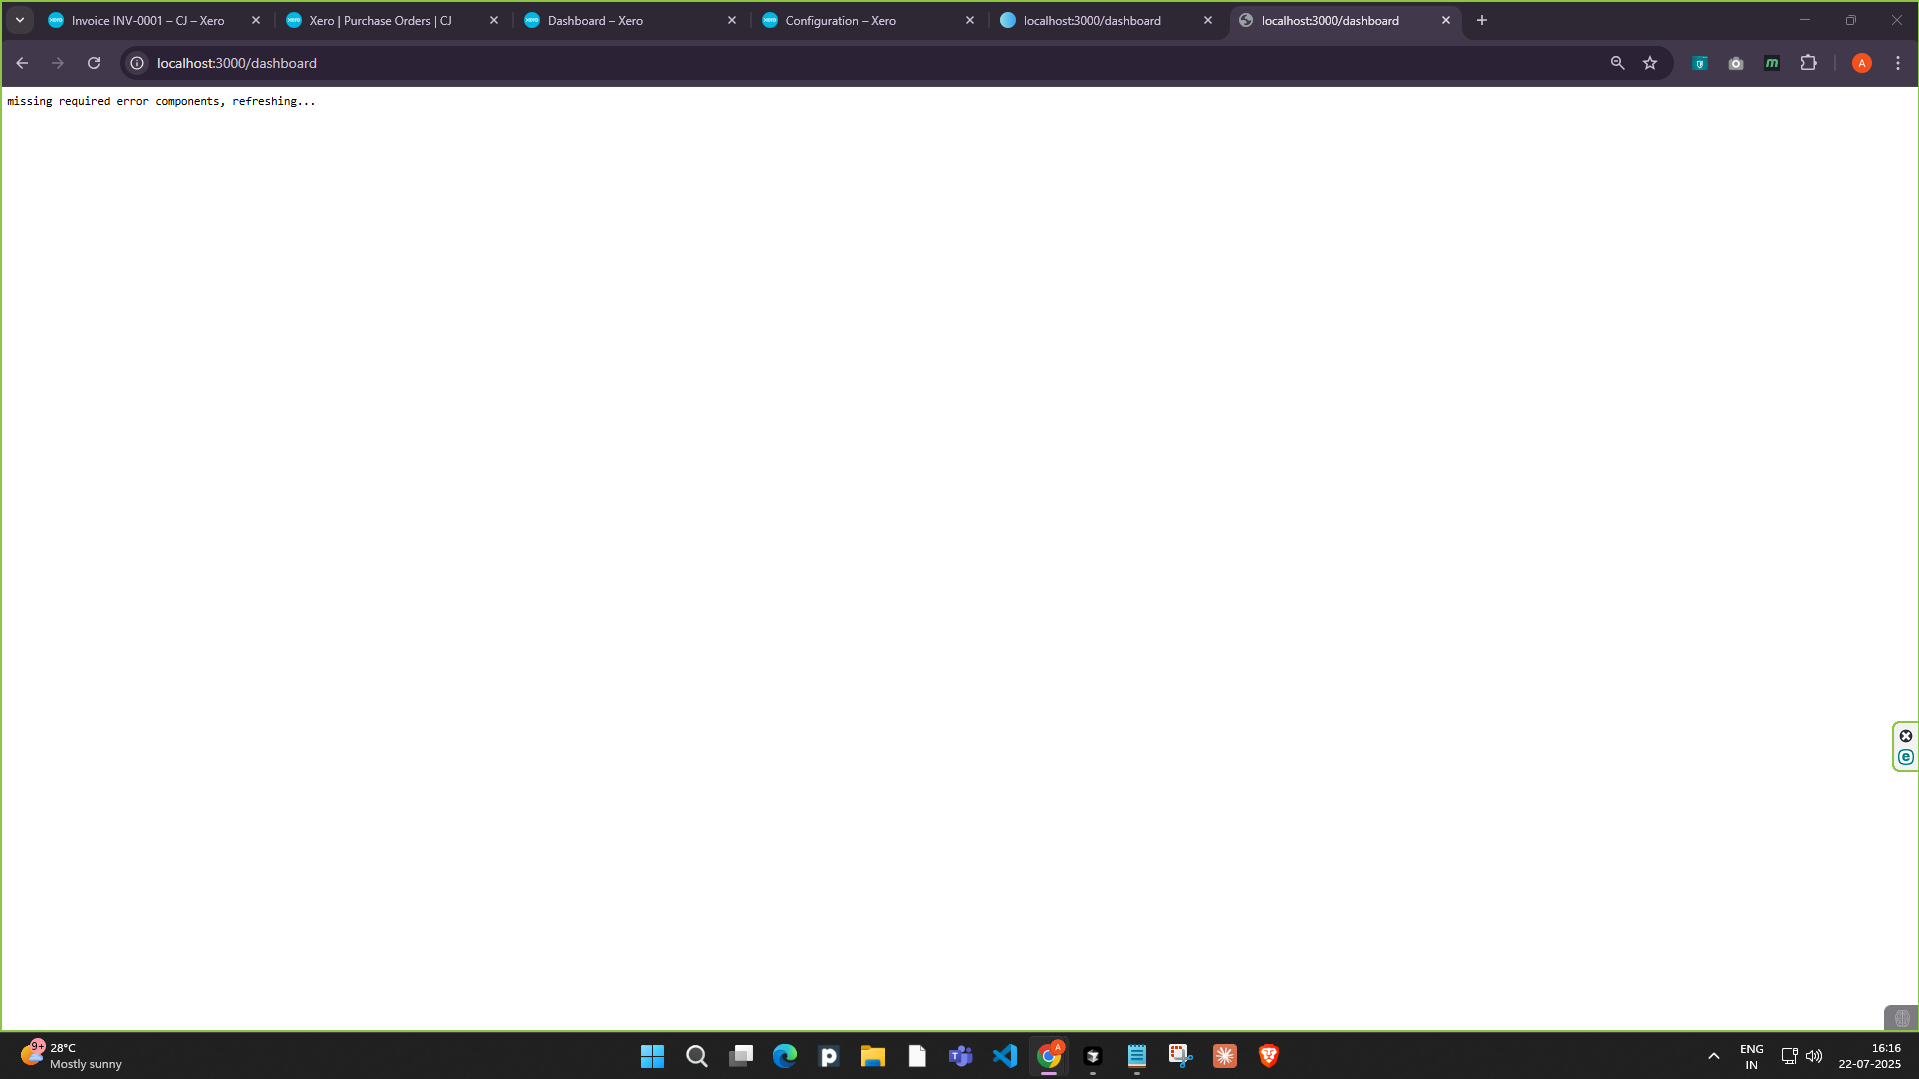 Invoice INV-0001 – CJ – Xero
Xero | Purchase Orders | CJ
Dashboard – Xero
Configuration – Xero
localhost:3000/dashboard
localhost:3000/dashboard
localhost:3000/dashboard
A
missing required error components, refreshing...
9+
28°C
Mostly sunny
A
ENG
IN
16:16
22-07-2025